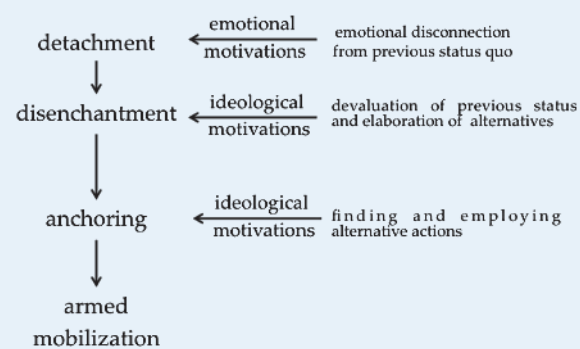 detachment
emotional
motivations
emotional disconnection
from previous status quo
disenchantment
ideological
motivations
devaluation of previous status
and elaboration of alternatives
anchoring
ideological
motivations
finding and employing
alternative actions
armed
mobilization